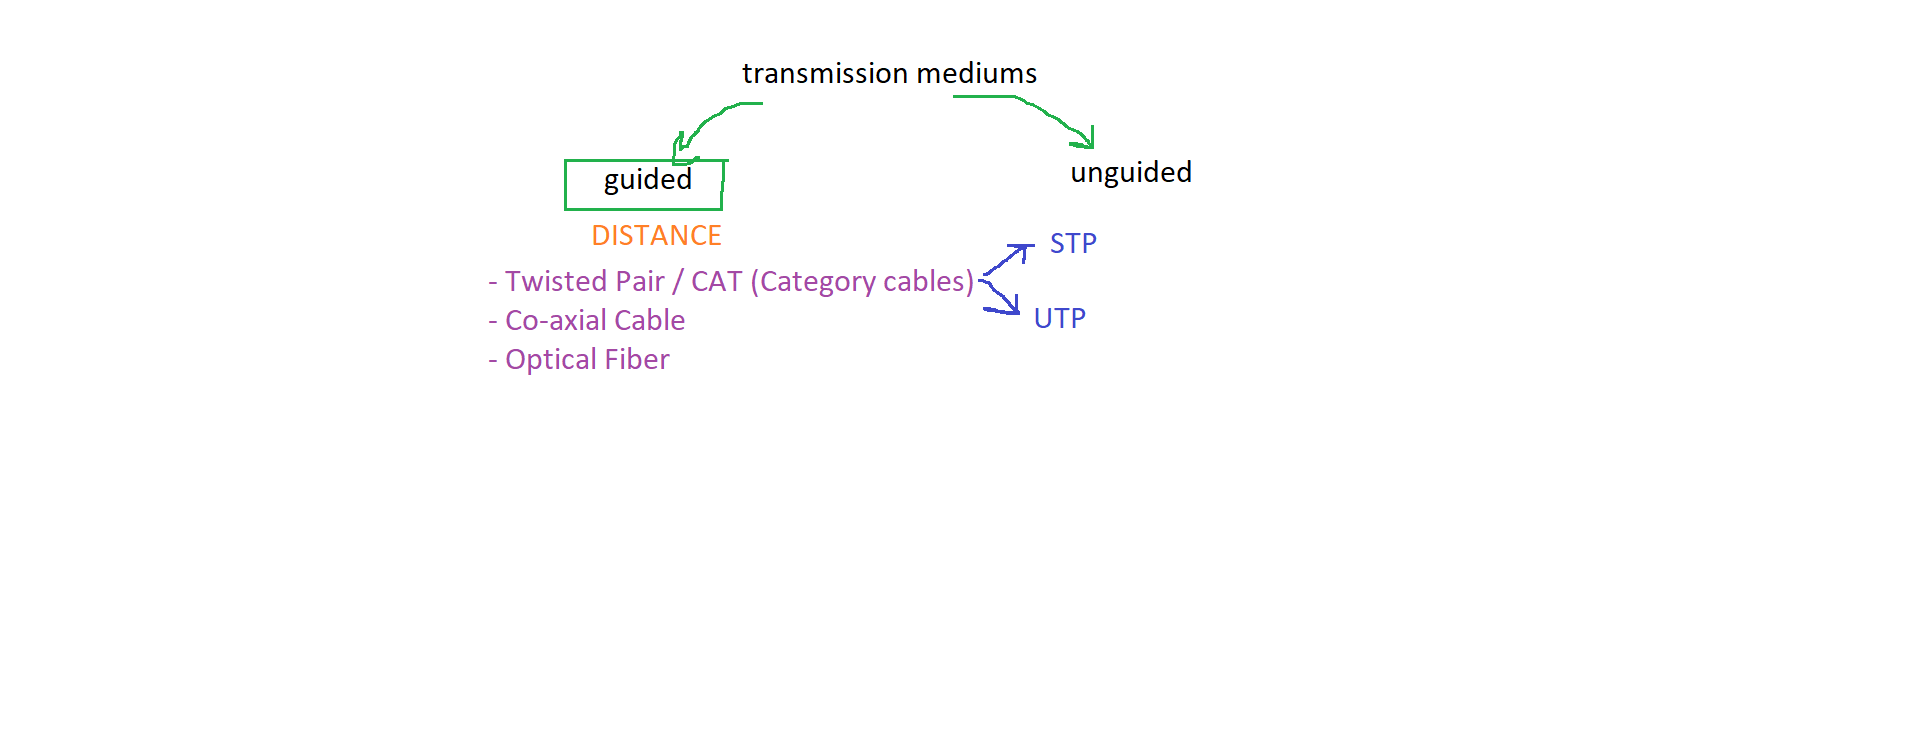 transmission mediums
guided
unguided
DISTANCE
- Twisted Pair / CAT (Category cables)
STP
UTP
- Co-axial Cable
- Optical Fiber